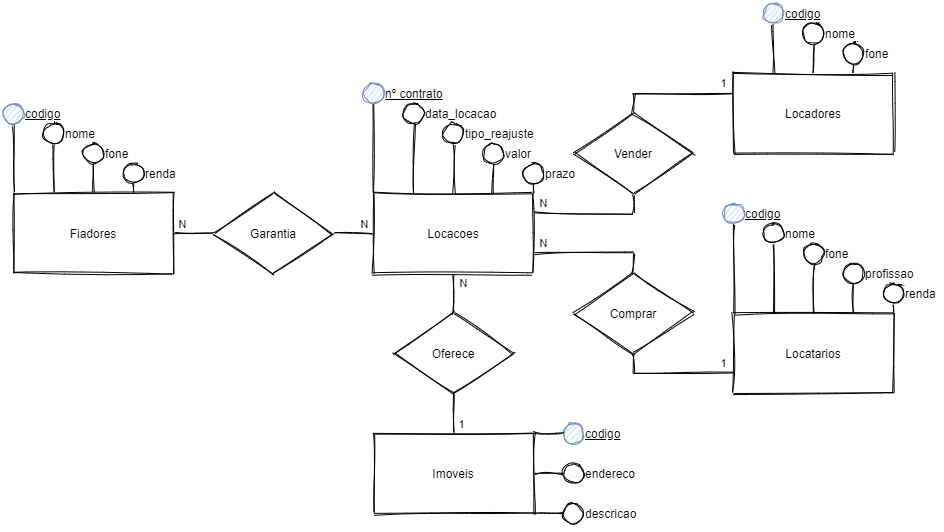 codigo
nome
fone
renda
Fiadores
N
Garantia
N
nº contrato
data_locacao
tipo_reajuste
valor
prazo
Locacoes
N
Vender
1
codigo
nome
fone
Locadores
N
Comprar
1
codigo
nome
fone
profissao
renda
Locatarios
N
Oferece
1
Imoveis
codigo
endereco
descricao